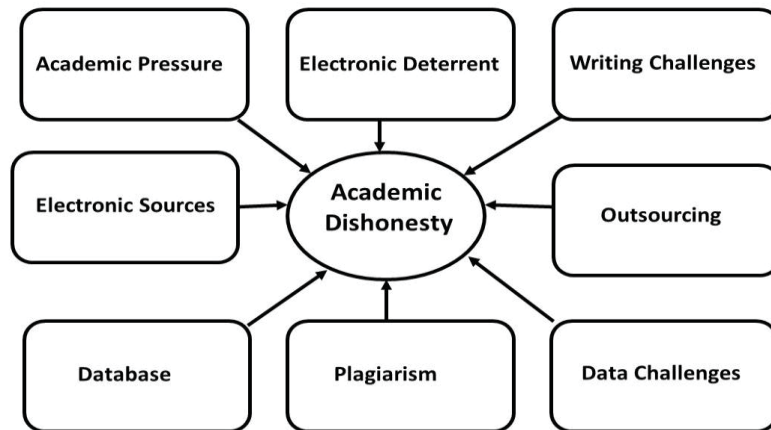 Academic Pressure
Electronic Deterrent
Writing Challenges
Electronic Sources
Academic
Dishonesty
Outsourcing
Database
Plagiarism
Data Challenges